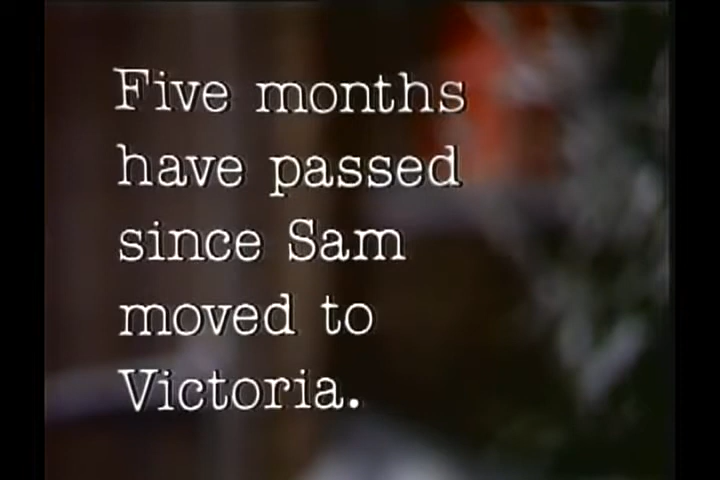 Five months
have passed
since Sam
moved to
Victoria.